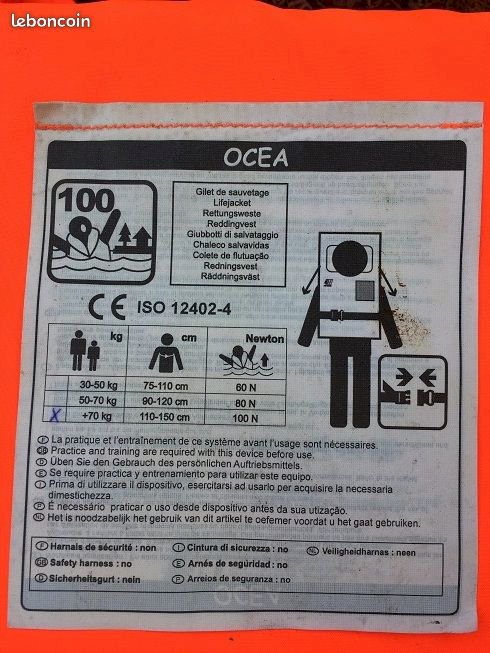 leboncoin
OCEA
100
Gilet de sauvetage
Lifejacket
Rettungsweste
Reddingvest
Giubbotti di salvataggio
Chaleco salvavidas
Colete de flutuação
Redningsvest
Räddningsväst
CE ISO 12402-4
kg cm Newton
30-50 kg 75-110 cm 60 N
50-70 kg 90-120 cm 80 N
X +70 kg 110-150 cm 100 N
F La pratique et l'entraînement de ce système avant l'usage sont nécessaires.
GB Practice and training are required with this device before use.
D Üben Sie den Gebrauch des persönlichen Auftriebsmittels.
E Se require practica y entrenamiento para utilizar este equipo.
I Prima di utilizzare il dispositivo, esercitarsi ad usarlo per acquisire la necessaria
dimestichezza.
P É necessário praticar o uso desde dispositivo antes da sua utização.
NL Het is noodzabelijk het gebruik van dit artikel te oefemer voordat u het gaat gebruiken.
F Harnais de sécurité : non I Cintura di sicurezza : no NL Veiligheidharnas : neen
GB Safety harness : no E Arnés de segúridad : no
D Sicherheitsgurt : nein P Arreios de seguranza : no